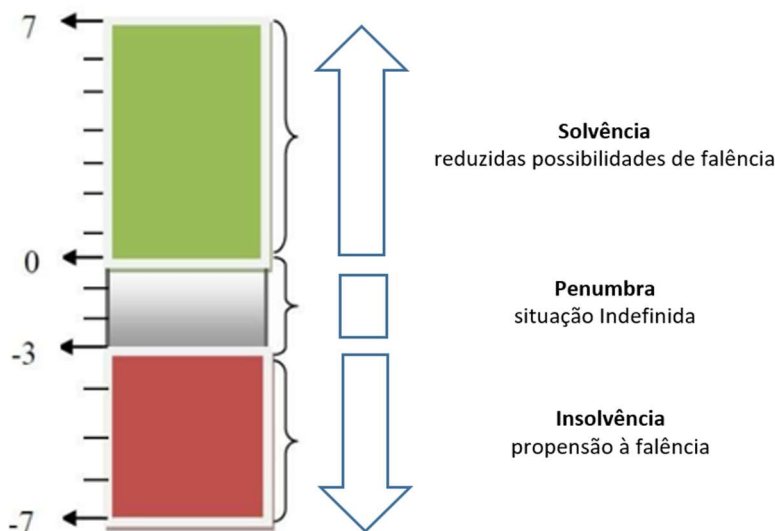 7
Solvência
reduzidas possibilidades de falência
0
Penumbra
situação Indefinida
-3
Insolvência
propensão à falência
-7